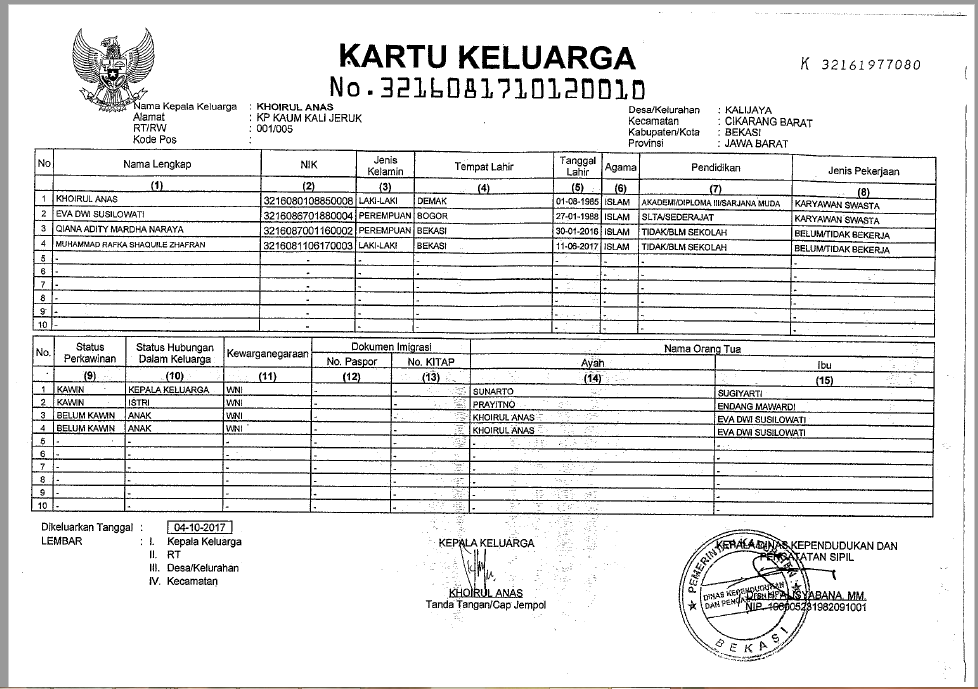 KARTU KELUARGA
No.3216081710120010
K 32161977080
Nama Kepala Keluarga : KHOIRUL ANAS
Alamat : KP KAUM KALI JERUK
RT/RW : 001/005
Kode Pos :
Desa/Kelurahan : KALIJAYA
Kecamatan : CIKARANG BARAT
Kabupaten/Kota : BEKASI
Provinsi : JAWA BARAT
No Nama Lengkap NIK Jenis Kelamin Tempat Lahir Tanggal Lahir Agama Pendidikan Jenis Pekerjaan
(1) (2) (3) (4) (5) (6) (7) (8)
1 KHOIRUL ANAS 3216080108850008 LAKI-LAKI DEMAK 01-08-1985 ISLAM AKADEMI/DIPLOMA III/SARJANA MUDA KARYAWAN SWASTA
2 EVA DWI SUSILOWATI 3216086701880004 PEREMPUAN BOGOR 27-01-1988 ISLAM SLTA/SEDERAJAT KARYAWAN SWASTA
3 QIANA ADITY MARDHA NARAYA 3216087001160002 PEREMPUAN BEKASI 30-01-2016 ISLAM TIDAK/BLM SEKOLAH BELUM/TIDAK BEKERJA
4 MUHAMMAD RAFKA SHAQUILE ZHAFRAN 3216081106170003 LAKI-LAKI BEKASI 11-06-2017 ISLAM TIDAK/BLM SEKOLAH BELUM/TIDAK BEKERJA
5 - - - - - - - -
6 - - - - - - - -
7 - - - - - - - -
8 - - - - - - - -
9 - - - - - - - -
10 - - - - - - - -
No. Status Perkawinan Status Hubungan Dalam Keluarga Kewarganegaraan Dokumen Imigrasi Nama Orang Tua
No. Paspor No. KITAP Ayah Ibu
(9) (10) (11) (12) (13) (14) (15)
1 KAWIN KEPALA KELUARGA WNI - - SUNARTO SUGIYARTI
2 KAWIN ISTRI WNI - - PRAYITNO ENDANG MAWARDI
3 BELUM KAWIN ANAK WNI - - KHOIRUL ANAS EVA DWI SUSILOWATI
4 BELUM KAWIN ANAK WNI - - KHOIRUL ANAS EVA DWI SUSILOWATI
5 - - - - - - -
6 - - - - - - -
7 - - - - - - -
8 - - - - - - -
9 - - - - - - -
10 - - - - - - -
Dikeluarkan Tanggal : 04-10-2017
LEMBAR : I. Kepala Keluarga
II. RT
III. Desa/Kelurahan
IV. Kecamatan
KEPALA KELUARGA
KHOIRUL ANAS
Tanda Tangan/Cap Jempol
KEPALA DINAS KEPENDUDUKAN DAN
PENCATATAN SIPIL
ALISYABANA, MM.
NIP. 196005231982091001
PEMERINTAH KABUPATEN
DINAS KEPENDUDUKAN
BEKASI